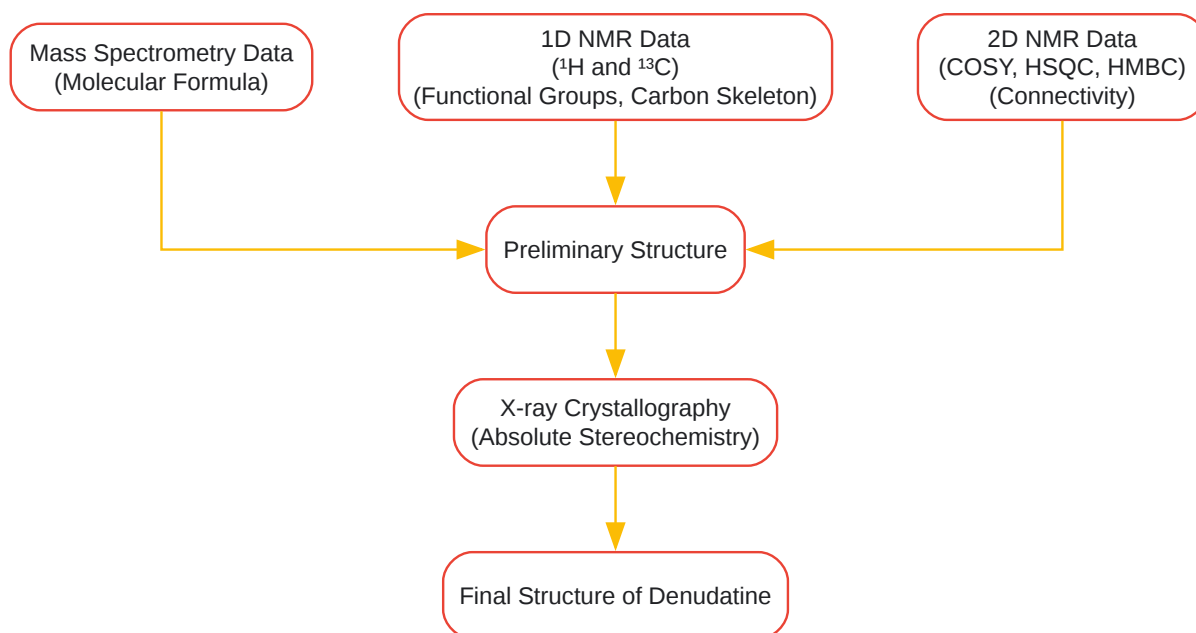 Mass Spectrometry Data
(Molecular Formula)
1D NMR Data
(¹H and ¹³C)
(Functional Groups, Carbon Skeleton)
2D NMR Data
(COSY, HSQC, HMBC)
(Connectivity)
Preliminary Structure
X-ray Crystallography
(Absolute Stereochemistry)
Final Structure of Denudatine